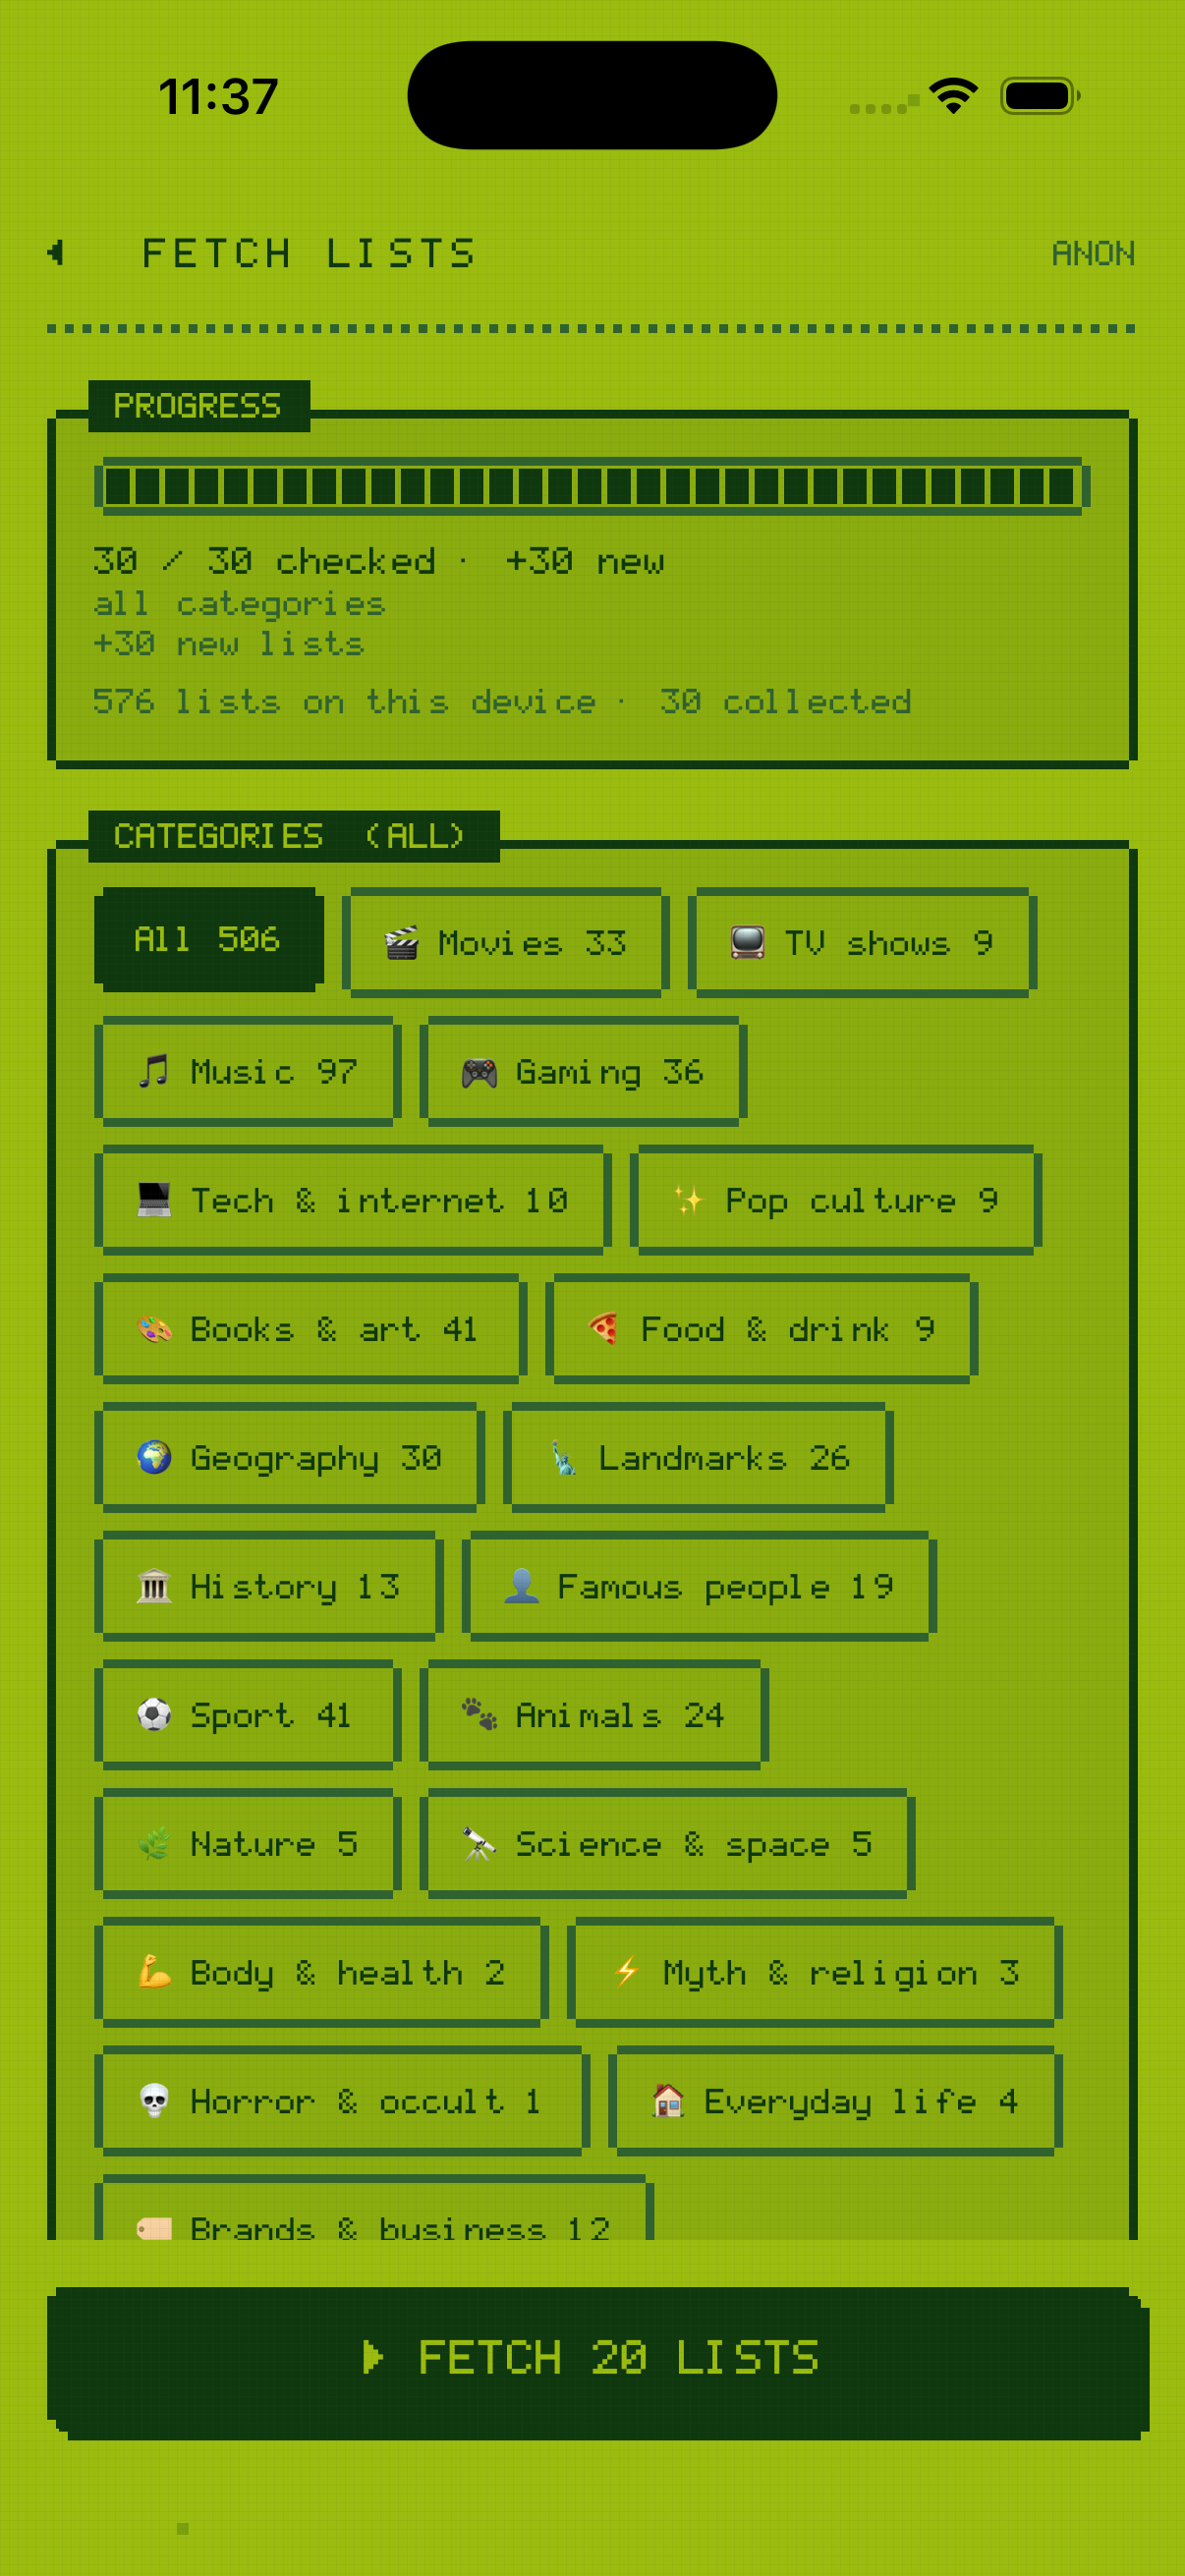 11:37
FETCH LISTS ANON
PROGRESS
30 / 30 checked · +30 new
all categories
+30 new lists
576 lists on this device · 30 collected
CATEGORIES (ALL)
All 506 Movies 33 TV shows 9
Music 97 Gaming 36
Tech & internet 10 Pop culture 9
Books & art 41 Food & drink 9
Geography 30 Landmarks 26
History 13 Famous people 19
Sport 41 Animals 24
Nature 5 Science & space 5
Body & health 2 Myth & religion 3
Horror & occult 1 Everyday life 4
Brands & business 12
FETCH 20 LISTS